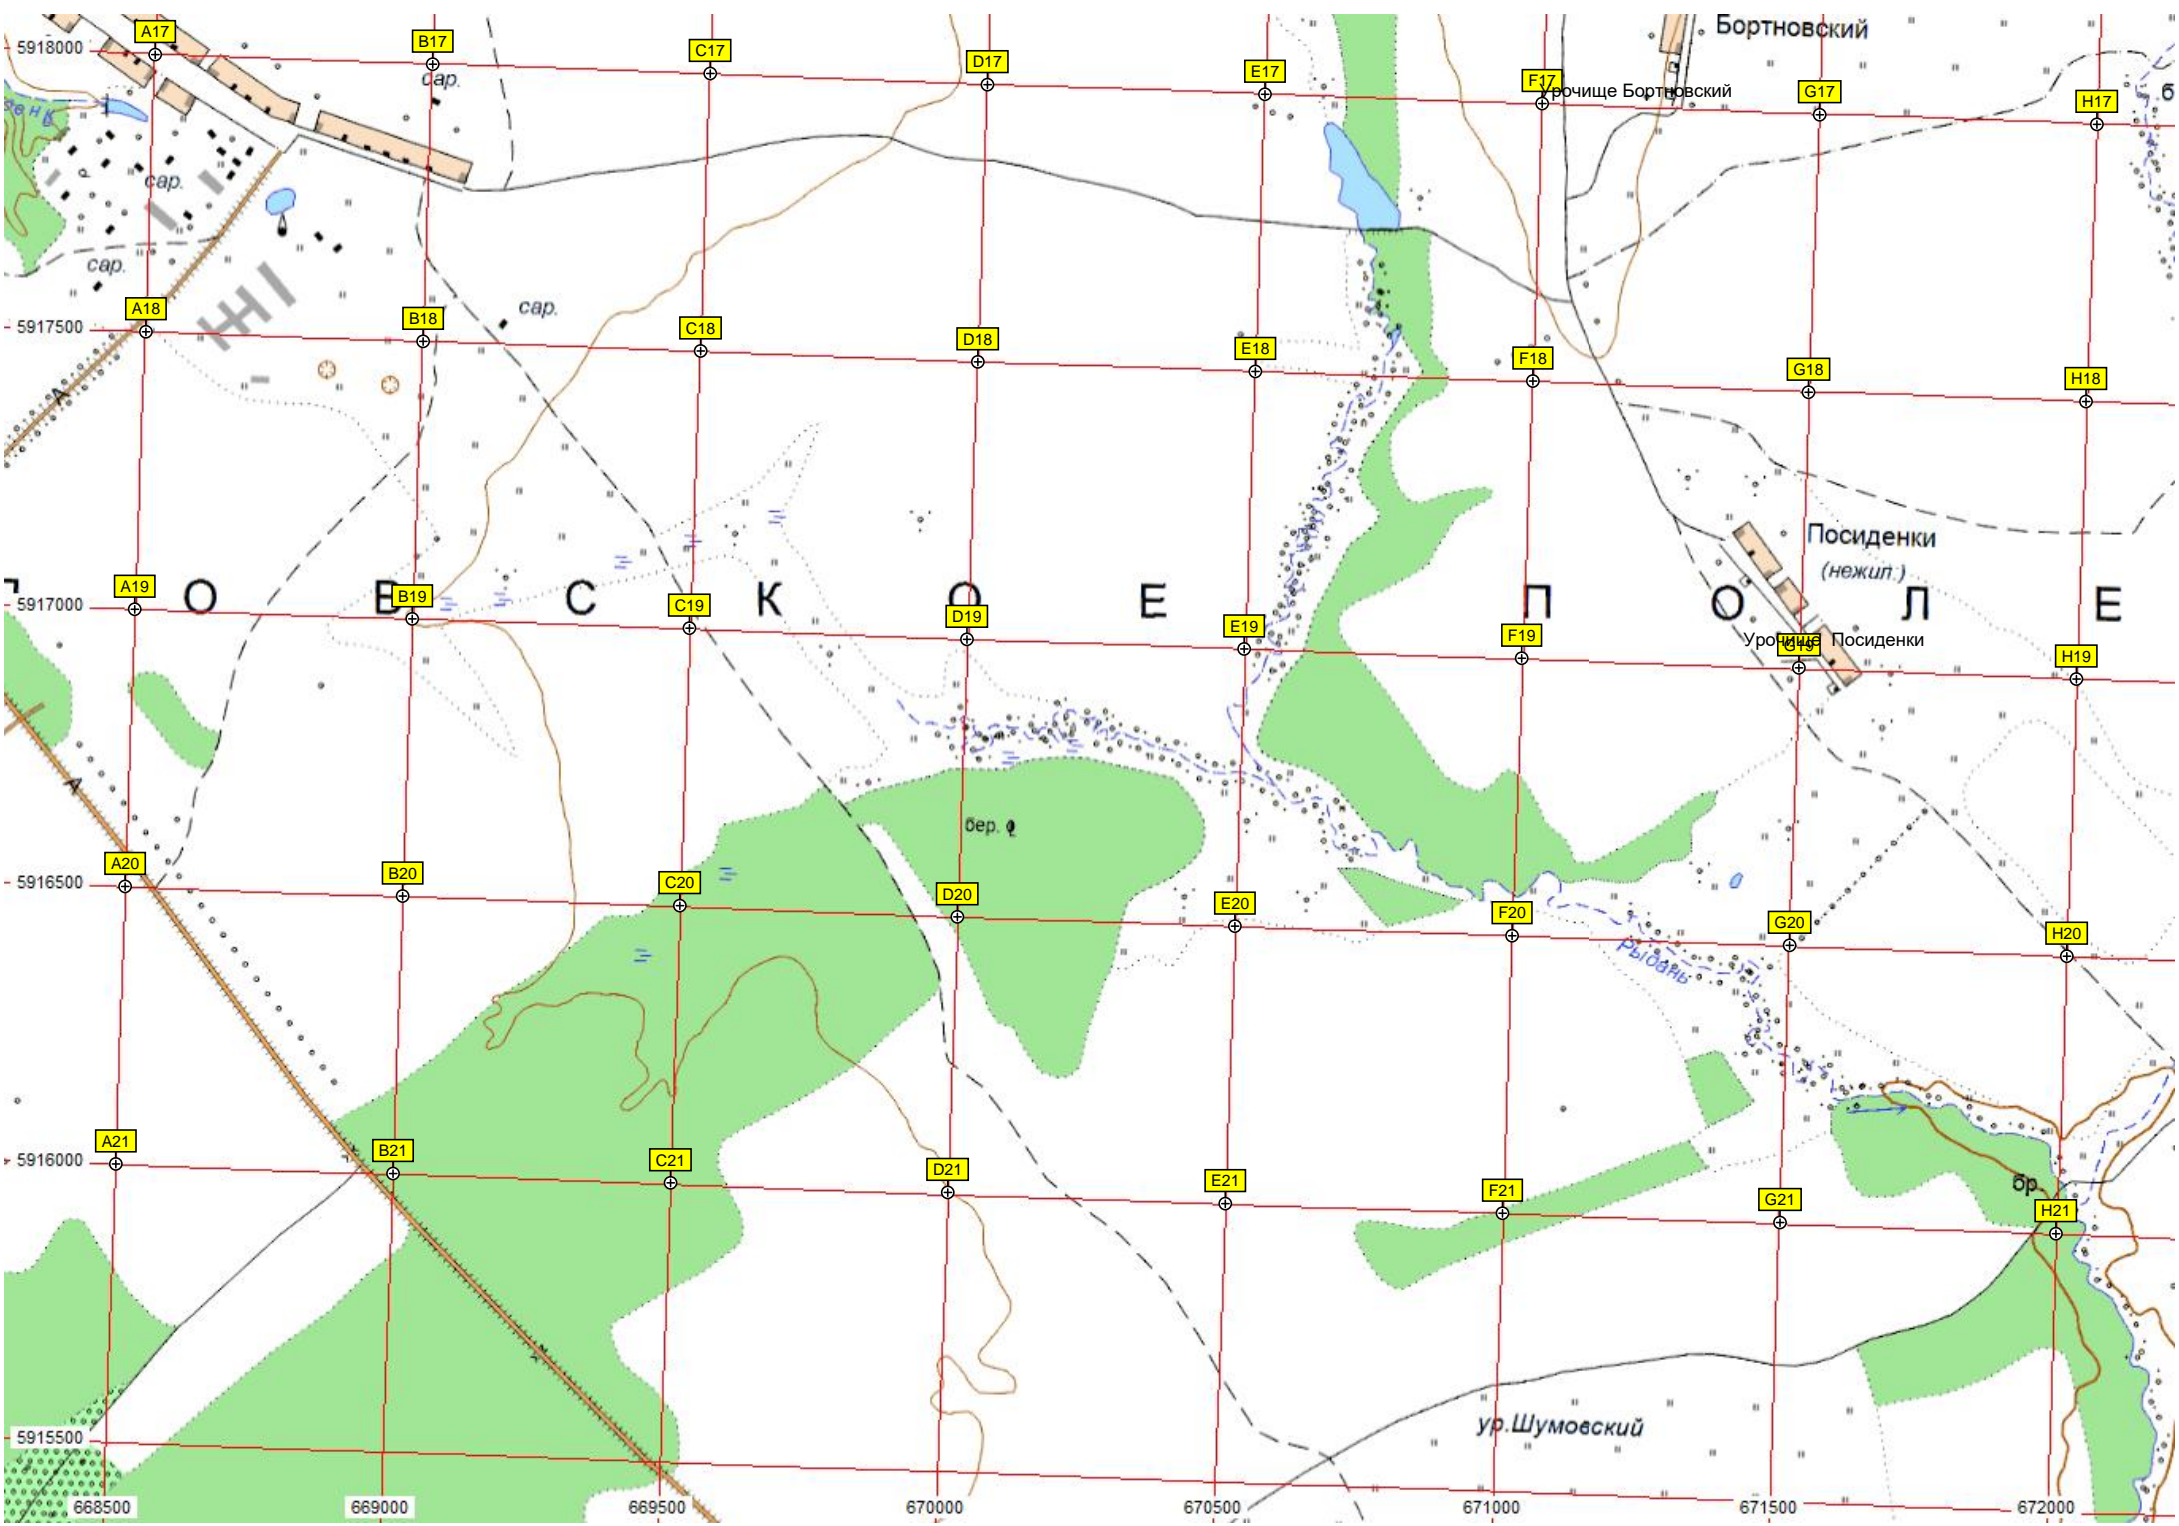 Бортновский
5918000
A17
B17
C17
D17
E17
F17
G17
H17
Урочище Бортновский
б
сар.
сар.
сар.
сар.
5917500
A18
B18
C18
D18
E18
F18
G18
H18
Посиденки
(нежил.)
О В С К О Е П О Л Е
5917000
A19
B19
C19
D19
E19
F19
G19
H19
Урочище Посиденки
А
А
бер.
5916500
A20
B20
C20
D20
E20
F20
G20
H20
Рыбань
5916000
A21
B21
C21
D21
E21
F21
G21
H21
бр.
ур.Шумовский
5915500
668500
669000
669500
670000
670500
671000
671500
672000